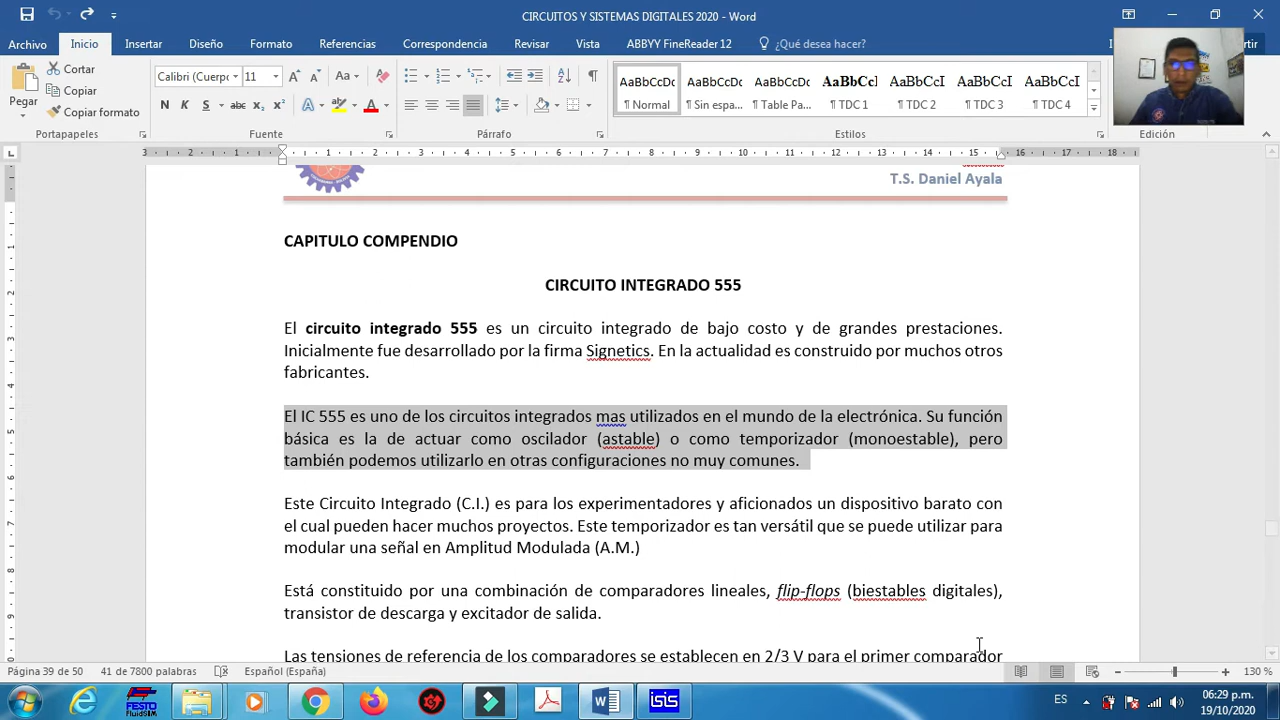 CIRCUITOS Y SISTEMAS DIGITALES 2020 - Word
Archivo Inicio Insertar Diseño Formato Referencias Correspondencia Revisar Vista ABBYY FineReader 12 ¿Qué desea hacer?
Cortar
Copiar
Copiar formato
Pegar
Calibri (Cuerpo 11
Normal
Sin espa...
Table Pa...
TDC 1
TDC 2
TDC 3
TDC 4
Portapapeles Fuente Párrafo Estilos Edición
T.S. Daniel Ayala
CAPITULO COMPENDIO
CIRCUITO INTEGRADO 555
El circuito integrado 555 es un circuito integrado de bajo costo y de grandes prestaciones.
Inicialmente fue desarrollado por la firma Signetics. En la actualidad es construido por muchos otros
fabricantes.
El IC 555 es uno de los circuitos integrados mas utilizados en el mundo de la electrónica. Su función
básica es la de actuar como oscilador (astable) o como temporizador (monoestable), pero
también podemos utilizarlo en otras configuraciones no muy comunes.
Este Circuito Integrado (C.I.) es para los experimentadores y aficionados un dispositivo barato con
el cual pueden hacer muchos proyectos. Este temporizador es tan versátil que se puede utilizar para
modular una señal en Amplitud Modulada (A.M.)
Está constituido por una combinación de comparadores lineales, flip-flops (biestables digitales),
transistor de descarga y excitador de salida.
Las tensiones de referencia de los comparadores se establecen en 2/3 V para el primer comparador
Página 39 de 50 41 de 7800 palabras Español (España) 130 %
FESTO
FluidSIM
ISIS
ES
06:29 p.m.
19/10/2020